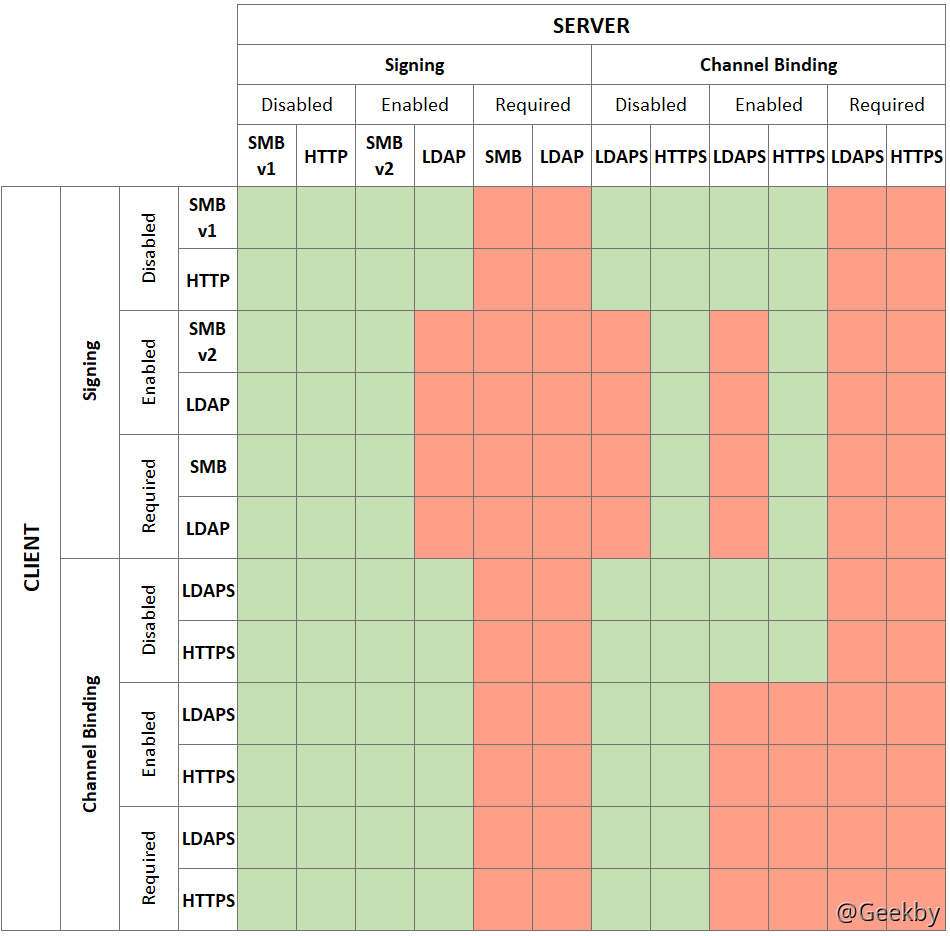 SERVER
Signing
Channel Binding
Disabled
Enabled
Required
Disabled
Enabled
Required
SMB
v1
HTTP
SMB
v2
LDAP
SMB
LDAP
LDAPS
HTTPS
LDAPS
HTTPS
LDAPS
HTTPS
CLIENT
Signing
Disabled
SMB
v1
HTTP
Enabled
SMB
v2
LDAP
Required
SMB
LDAP
Channel Binding
Disabled
LDAPS
HTTPS
Enabled
LDAPS
HTTPS
Required
LDAPS
HTTPS
@Geekby